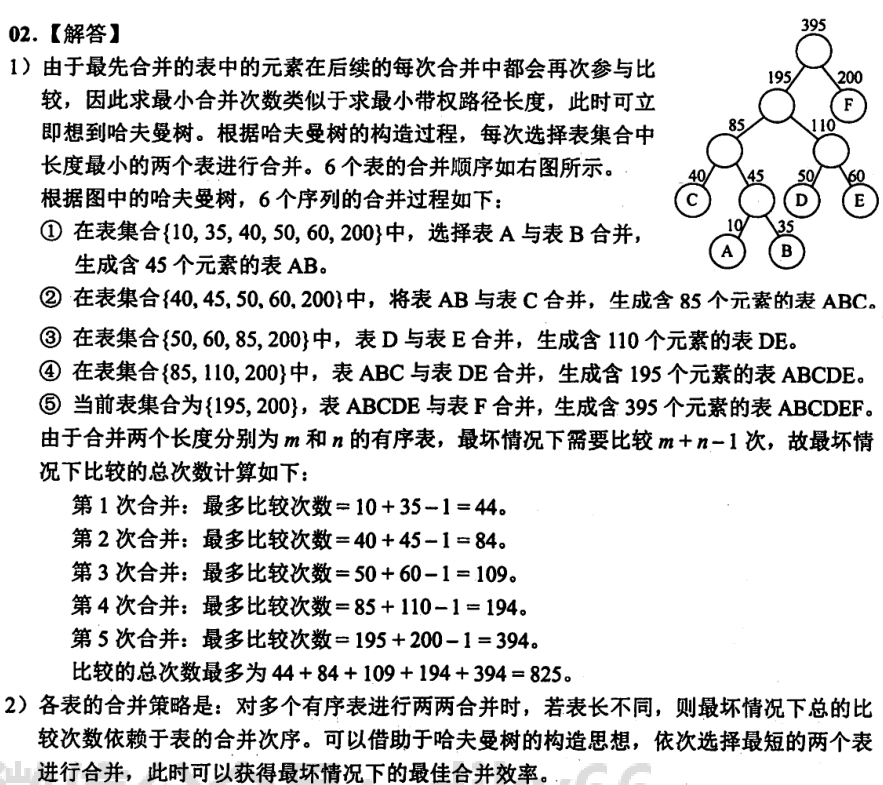 02.【解答】
1）由于最先合并的表中的元素在后续的每次合并中都会再次参与比
较，因此求最小合并次数类似于求最小带权路径长度，此时可立
即想到哈夫曼树。根据哈夫曼树的构造过程，每次选择表集合中
长度最小的两个表进行合并。6 个表的合并顺序如右图所示。
根据图中的哈夫曼树，6 个序列的合并过程如下：
① 在表集合{10, 35, 40, 50, 60, 200}中，选择表 A 与表 B 合并，
生成含 45 个元素的表 AB。
395
195 200
F
85 110
40 45 50 60
C D E
10 35
A B
② 在表集合{40, 45, 50, 60, 200}中，将表 AB 与表 C 合并，生成含 85 个元素的表 ABC。
③ 在表集合{50, 60, 85, 200}中，表 D 与表 E 合并，生成含 110 个元素的表 DE。
④ 在表集合{85, 110, 200}中，表 ABC 与表 DE 合并，生成含 195 个元素的表 ABCDE。
⑤ 当前表集合为{195, 200}，表 ABCDE 与表 F 合并，生成含 395 个元素的表 ABCDEF。
由于合并两个长度分别为 m 和 n 的有序表，最坏情况下需要比较 m + n − 1 次，故最坏情
况下比较的总次数计算如下：
第 1 次合并：最多比较次数 = 10 + 35 − 1 = 44。
第 2 次合并：最多比较次数 = 40 + 45 − 1 = 84。
第 3 次合并：最多比较次数 = 50 + 60 − 1 = 109。
第 4 次合并：最多比较次数 = 85 + 110 − 1 = 194。
第 5 次合并：最多比较次数 = 195 + 200 − 1 = 394。
比较的总次数最多为 44 + 84 + 109 + 194 + 394 = 825。
2）各表的合并策略是：对多个有序表进行两两合并时，若表长不同，则最坏情况下总的比
较次数依赖于表的合并次序。可以借助于哈夫曼树的构造思想，依次选择最短的两个表
进行合并，此时可以获得最坏情况下的最佳合并效率。